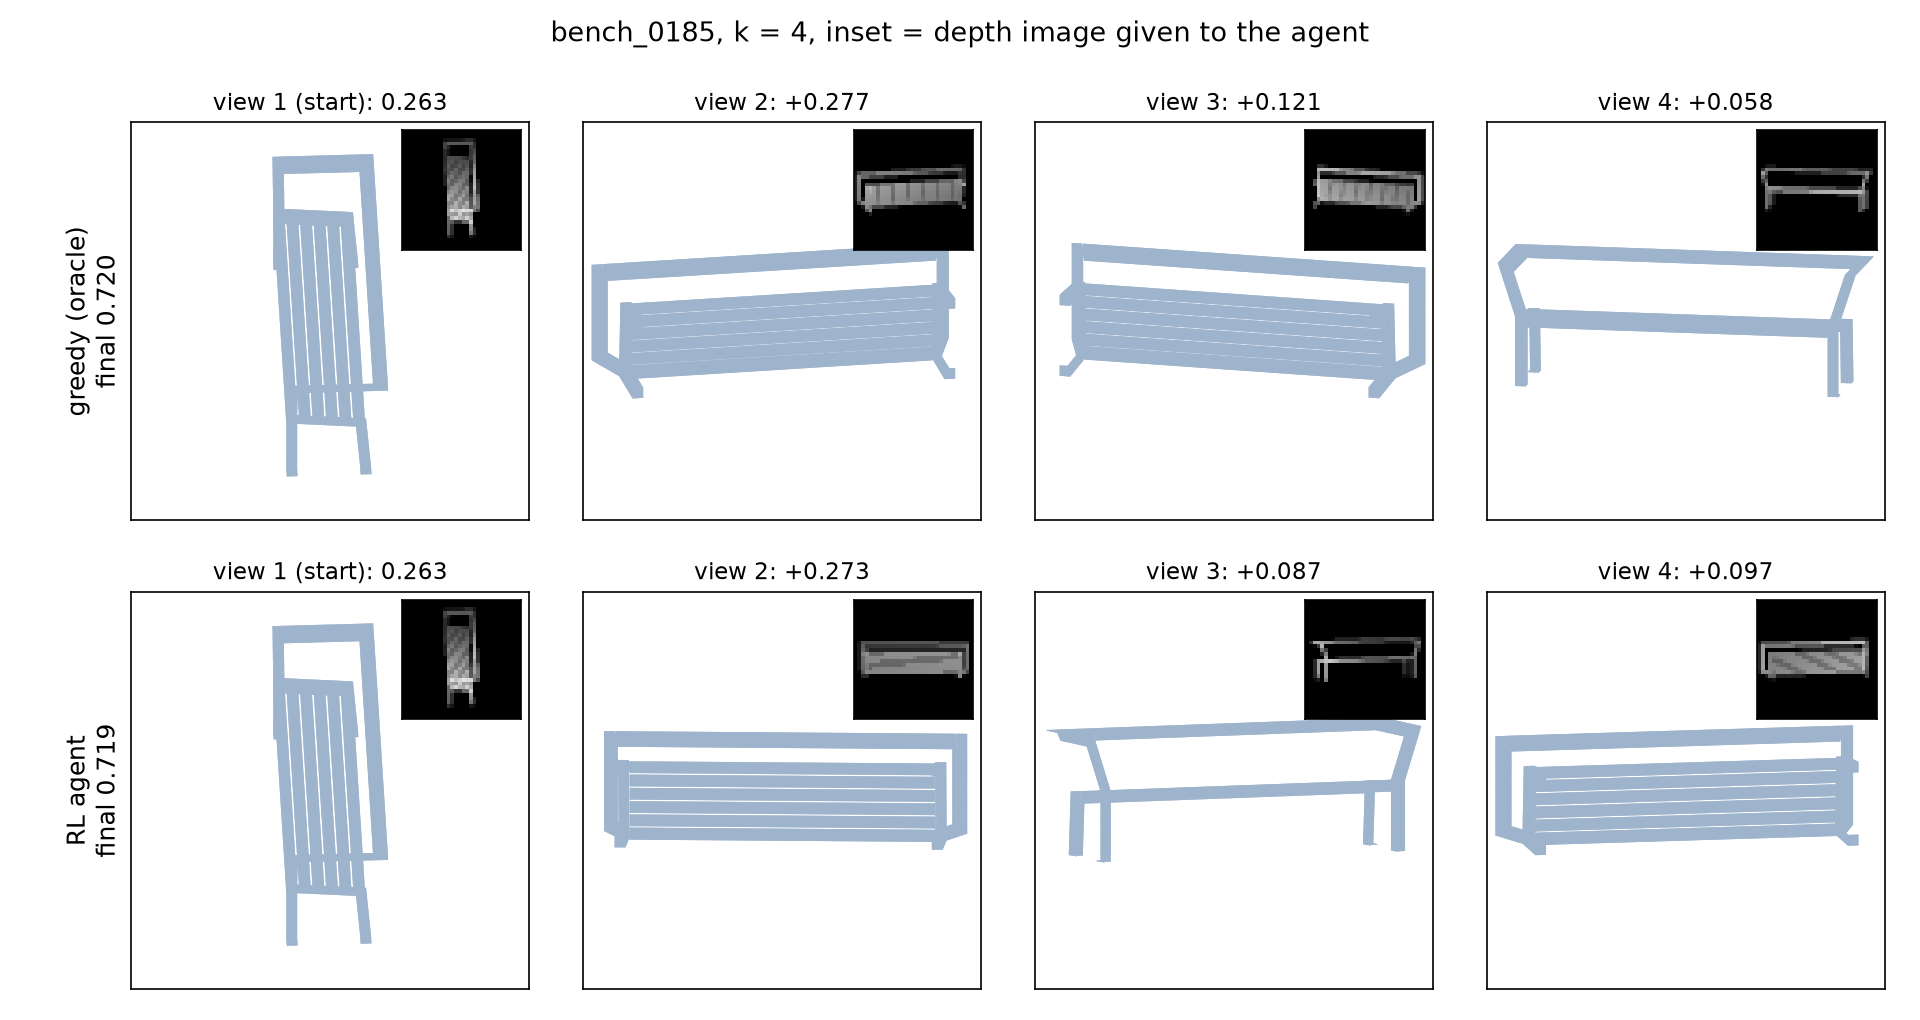 bench_0185, k = 4, inset = depth image given to the agent
view 1 (start): 0.263
view 2: +0.277
view 3: +0.121
view 4: +0.058
greedy (oracle)
final 0.720
view 1 (start): 0.263
view 2: +0.273
view 3: +0.087
view 4: +0.097
RL agent
final 0.719